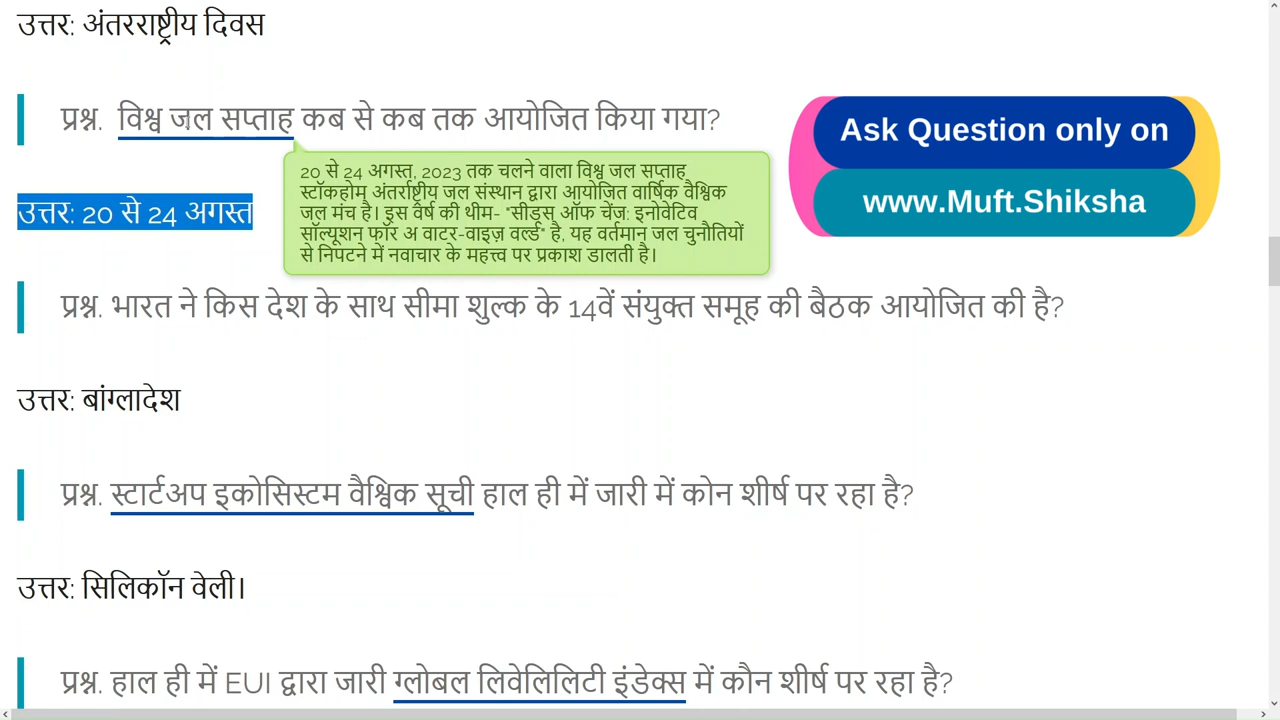 उत्तर: अंतरराष्ट्रीय दिवस
प्रश्न. विश्व जल सप्ताह कब से कब तक आयोजित किया गया?
Ask Question only on
www.Muft.Shiksha
20 से 24 अगस्त, 2023 तक चलने वाला विश्व जल सप्ताह
स्टॉकहोम अंतर्राष्ट्रीय जल संस्थान द्वारा आयोजित वार्षिक वैश्विक
जल मंच है। इस वर्ष की थीम- "सीड्स ऑफ चेंज: इनोवेटिव
सॉल्यूशन फॉर अ वाटर-वाइज़ वर्ल्ड" है, यह वर्तमान जल चुनौतियों
से निपटने में नवाचार के महत्त्व पर प्रकाश डालती है।
उत्तर: 20 से 24 अगस्त
प्रश्न. भारत ने किस देश के साथ सीमा शुल्क के 14वें संयुक्त समूह की बैठक आयोजित की है?
उत्तर: बांग्लादेश
प्रश्न. स्टार्टअप इकोसिस्टम वैश्विक सूची हाल ही में जारी में कोन शीर्ष पर रहा है?
उत्तर: सिलिकॉन वेली।
प्रश्न. हाल ही में EUI द्वारा जारी ग्लोबल लिवेलिलिटी इंडेक्स में कौन शीर्ष पर रहा है?